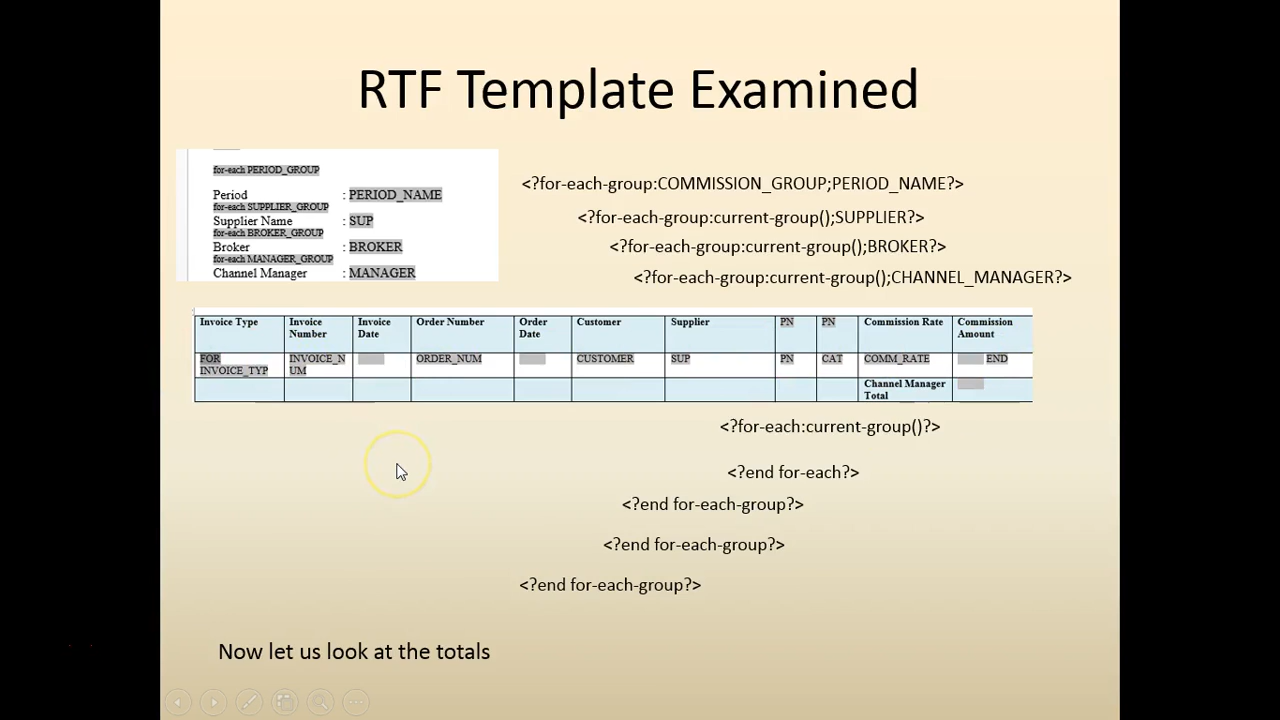 RTF Template Examined
for-each PERIOD_GROUP
Period : PERIOD_NAME
for-each SUPPLIER_GROUP
Supplier Name : SUP
for-each BROKER_GROUP
Broker : BROKER
for-each MANAGER_GROUP
Channel Manager : MANAGER
<?for-each-group:COMMISSION_GROUP;PERIOD_NAME?>
<?for-each-group:current-group();SUPPLIER?>
<?for-each-group:current-group();BROKER?>
<?for-each-group:current-group();CHANNEL_MANAGER?>
Invoice Type Invoice Invoice Order Number Order Customer Supplier PN PN Commission Rate Commission
Number Date Date Amount
FOR INVOICE_N ORDER_NUM CUSTOMER SUP PN CAT COMM_RATE END
INVOICE_TYP UM
Channel Manager
Total
<?for-each:current-group()?>
<?end for-each?>
<?end for-each-group?>
<?end for-each-group?>
<?end for-each-group?>
Now let us look at the totals